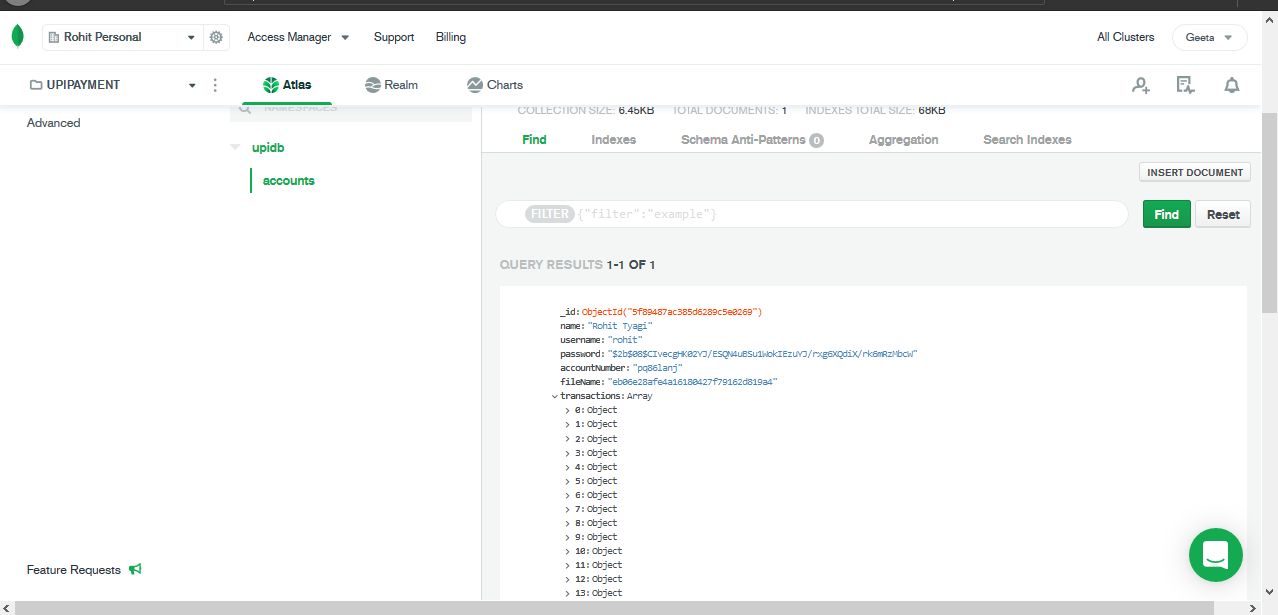 Rohit Personal
Access Manager
Support
Billing
All Clusters
Geeta
UPIPAYMENT
Atlas
Realm
Charts
Advanced
NAMESPACES
upidb
accounts
COLLECTION SIZE: 6.45KB TOTAL DOCUMENTS: 1 INDEXES TOTAL SIZE: 68KB
Find Indexes Schema Anti-Patterns 0 Aggregation Search Indexes
INSERT DOCUMENT
FILTER {"filter":"example"}
Find
Reset
QUERY RESULTS 1-1 OF 1
_id: ObjectId("5f89487ac385d6289c5e0269")
name: "Rohit Tyagi"
username: "rohit"
password: "$2b$08$CIvecgHK02YJ/ESQN4uBSu1WokIEzuYJ/rxg6XQdiX/rk6mRzMbcW"
accountNumber: "pq86lanj"
fileName: "eb06e28afe4a16180427f79162d819a4"
transactions: Array
0: Object
1: Object
2: Object
3: Object
4: Object
5: Object
6: Object
7: Object
8: Object
9: Object
10: Object
11: Object
12: Object
13: Object
Feature Requests